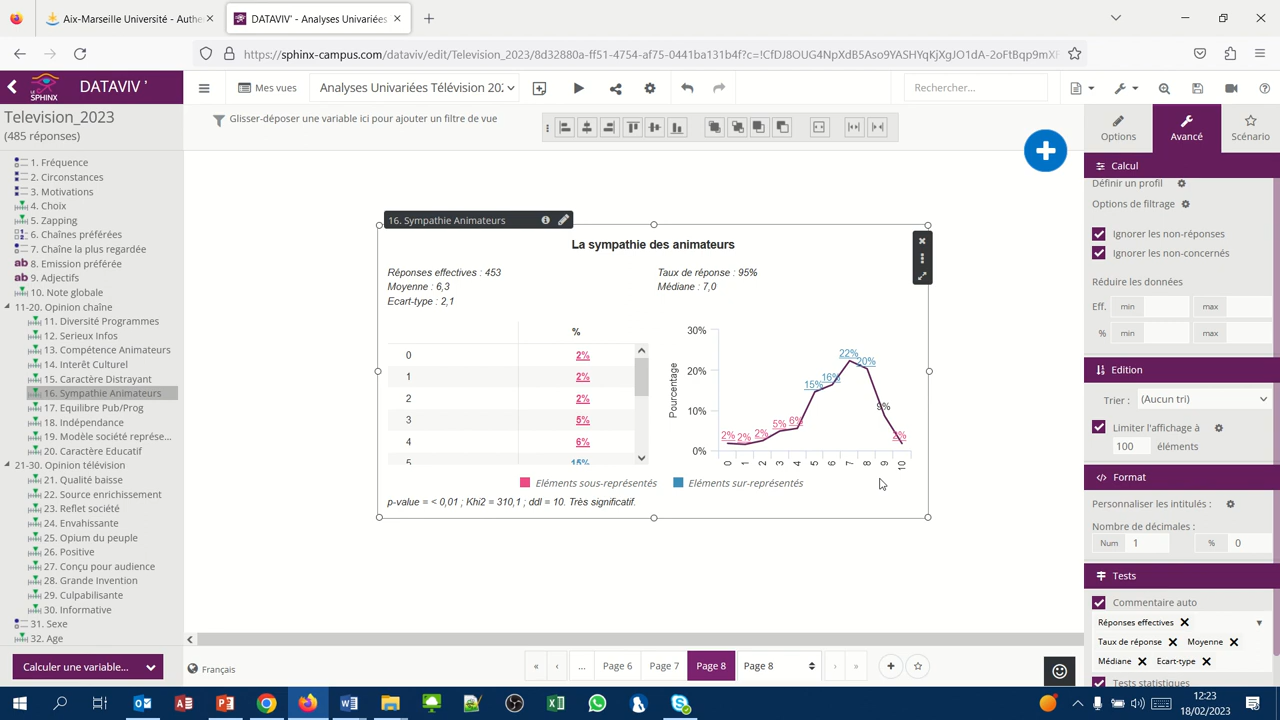 Aix-Marseille Université - Authe
DATAVIV' - Analyses Univariées
https://sphinx-campus.com/dataviv/edit/Television_2023/8d32880a-ff51-4754-af75-0441ba131b4f?c=!CfDJ8OUG4NpXdB5Aso9YASHYqKjXgJO1dA-2oFtBqp9mX
LE SPHINX
DATAVIV '
Mes vues
Analyses Univariées Télévision 202
Rechercher...
Television_2023
(485 réponses)
Glisser-déposer une variable ici pour ajouter un filtre de vue
Options
Avancé
Scénario
1. Fréquence
2. Circonstances
3. Motivations
4. Choix
5. Zapping
6. Chaînes préférées
7. Chaîne la plus regardée
ab 8. Emission préférée
ab 9. Adjectifs
10. Note globale
11-20. Opinion chaîne
11. Diversité Programmes
12. Serieux Infos
13. Compétence Animateurs
14. Interêt Culturel
15. Caractère Distrayant
16. Sympathie Animateurs
17. Equilibre Pub/Prog
18. Indépendance
19. Modèle société représe...
20. Caractère Educatif
21-30. Opinion télévision
21. Qualité baisse
22. Source enrichissement
23. Reflet société
24. Envahissante
25. Opium du peuple
26. Positive
27. Conçu pour audience
28. Grande Invention
29. Culpabilisante
30. Informative
31. Sexe
32. Age
Calculer une variable...
16. Sympathie Animateurs
La sympathie des animateurs
Réponses effectives : 453
Taux de réponse : 95%
Moyenne : 6,3
Médiane : 7,0
Ecart-type : 2,1
%
0 2%
1 2%
2 2%
3 5%
4 6%
5 15%
Pourcentage
30%
20%
10%
0%
2% 2% 2% 5% 6% 15% 16% 22% 20% 9%
0 1 2 3 4 5 6 7 8 9 10
Eléments sous-représentés
Eléments sur-représentés
p-value = < 0,01 ; Khi2 = 310,1 ; ddl = 10. Très significatif.
Calcul
Définir un profil
Options de filtrage
Ignorer les non-réponses
Ignorer les non-concernés
Réduire les données
Eff. min max
% min max
Edition
Trier : (Aucun tri)
Limiter l'affichage à
100 éléments
Format
Personnaliser les intitulés :
Nombre de décimales :
Num 1 % 0
Tests
Commentaire auto
Réponses effectives
Taux de réponse Moyenne
Médiane Ecart-type
Tests statistiques
Français
« ‹ ... Page 6 Page 7 Page 8 Page 8 › »
12:23
18/02/2023